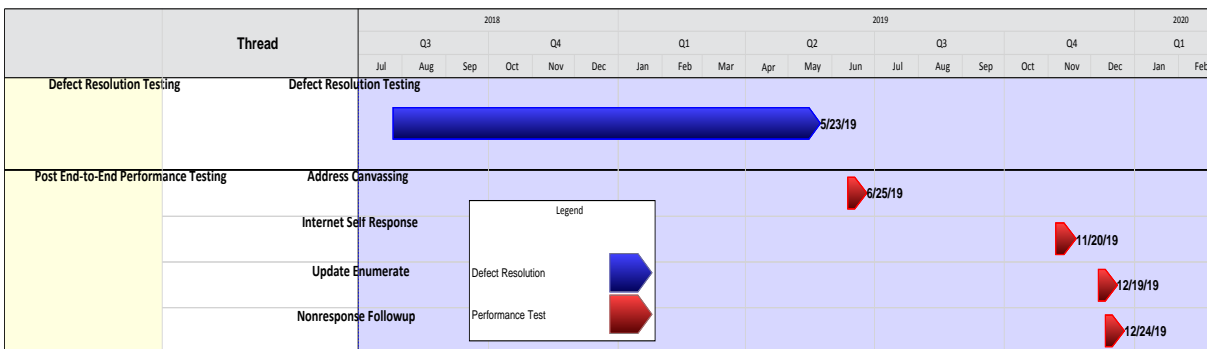 2018 2019 2020
Thread Q3 Q4 Q1 Q2 Q3 Q4 Q1
Jul Aug Sep Oct Nov Dec Jan Feb Mar Apr May Jun Jul Aug Sep Oct Nov Dec Jan Feb
Defect Resolution Testing Defect Resolution Testing
5/23/19
Post End-to-End Performance Testing Address Canvassing
6/25/19
Legend
Internet Self Response
11/20/19
Update Enumerate
Defect Resolution
12/19/19
Nonresponse Followup
Performance Test
12/24/19